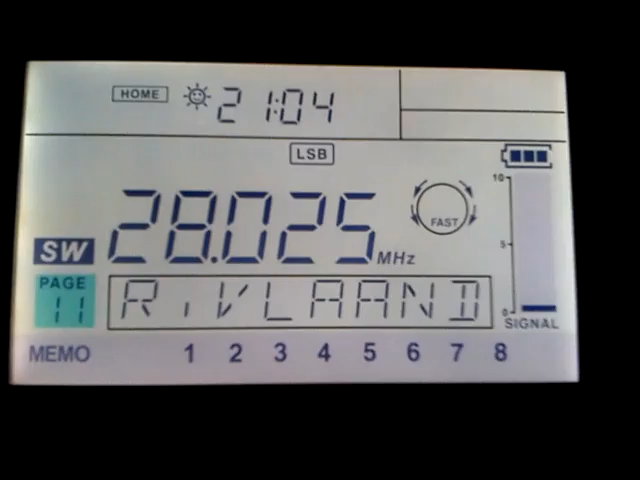 HOME 21:04
LSB
28.025 MHz
FAST
10
5
0
SIGNAL
SW
PAGE
11
RiVLAAND
MEMO 1 2 3 4 5 6 7 8